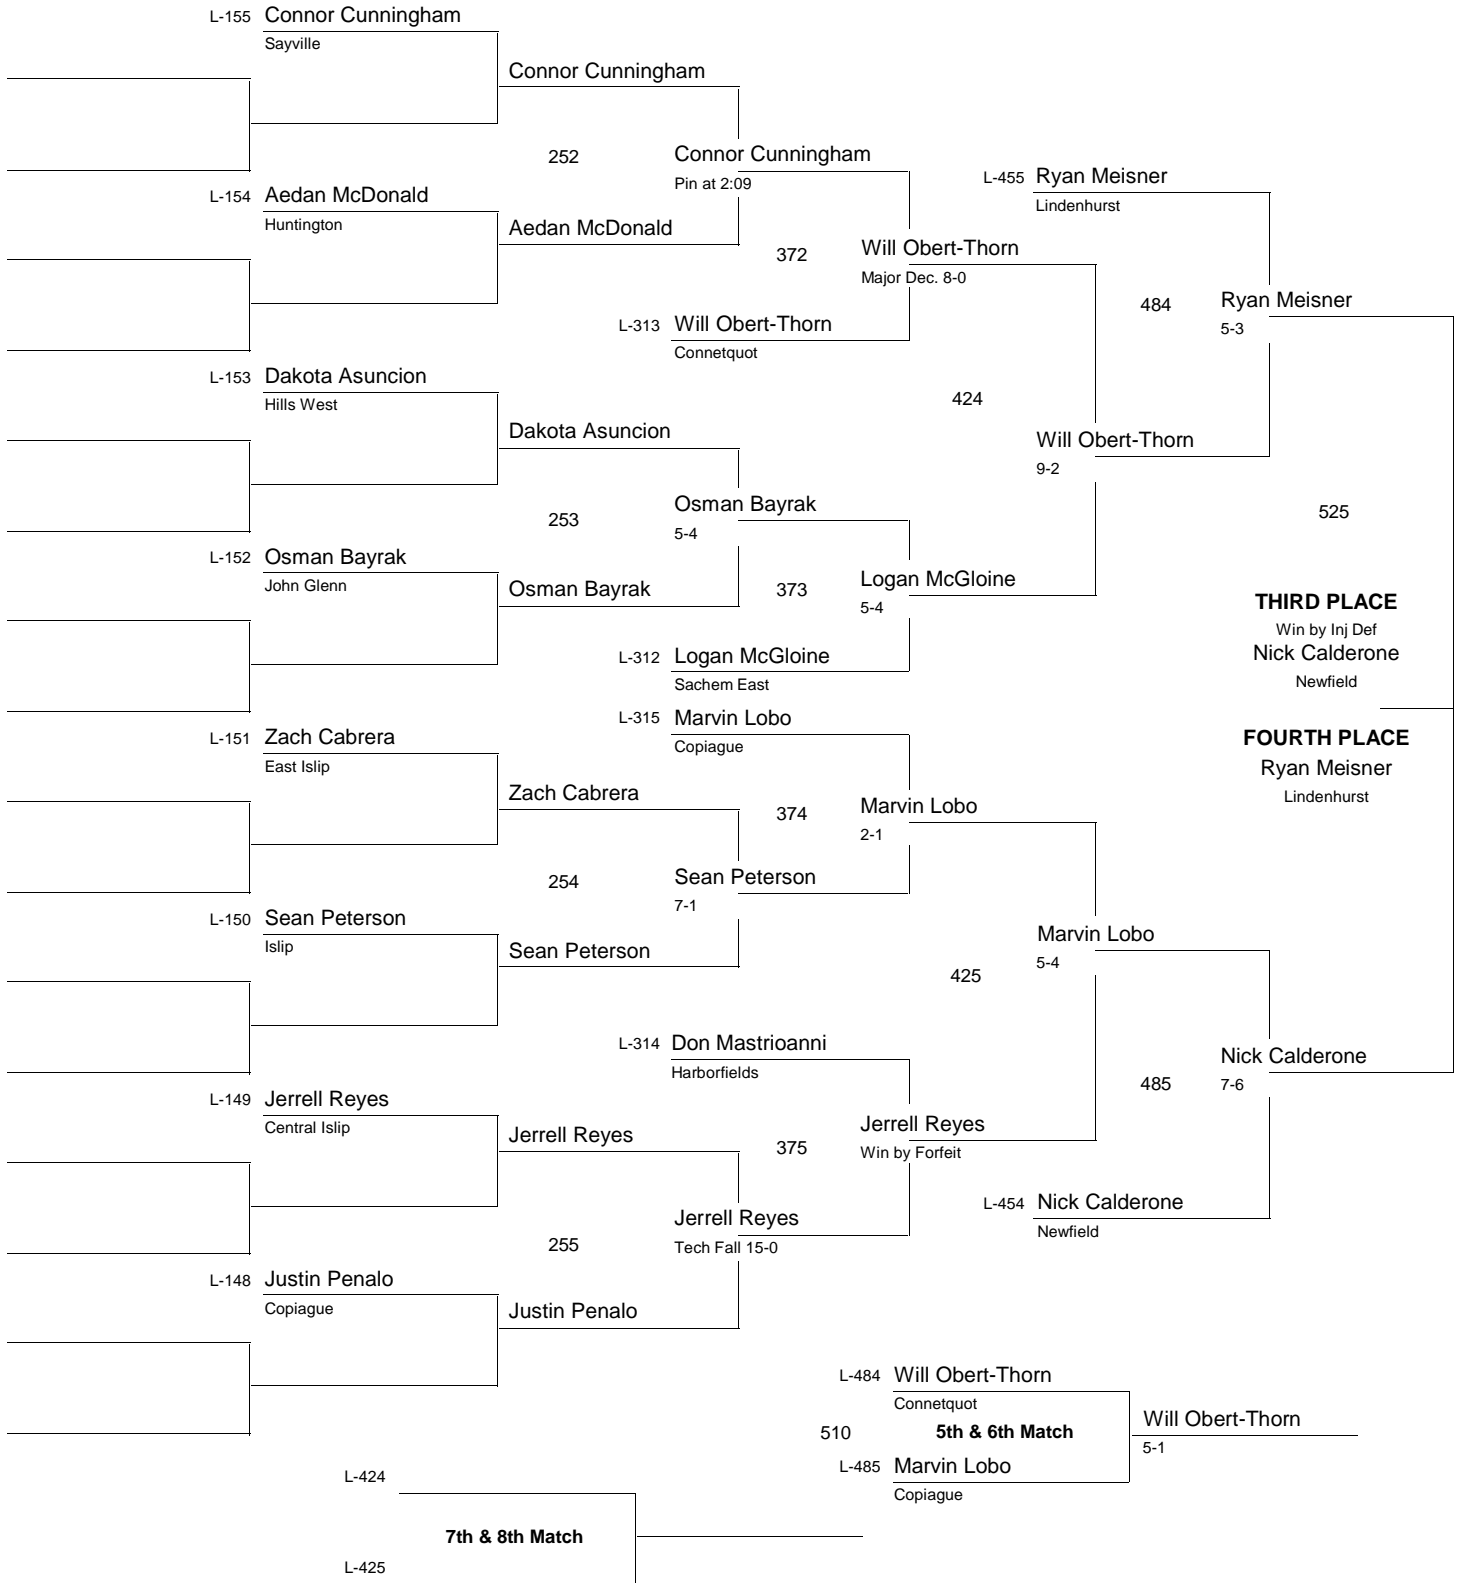 L-155 Connor Cunningham
Sayville
Connor Cunningham
252
Connor Cunningham
Pin at 2:09
L-154 Aedan McDonald
Huntington
Aedan McDonald
372
Will Obert-Thorn
Major Dec. 8-0
L-313 Will Obert-Thorn
Connetquot
L-455 Ryan Meisner
Lindenhurst
484
Ryan Meisner
5-3
L-153 Dakota Asuncion
Hills West
Dakota Asuncion
424
Will Obert-Thorn
9-2
253
Osman Bayrak
5-4
525
L-152 Osman Bayrak
John Glenn
Osman Bayrak
373
Logan McGloine
5-4
L-312 Logan McGloine
Sachem East
THIRD PLACE
Win by Inj Def
Nick Calderone
Newfield
FOURTH PLACE
Ryan Meisner
Lindenhurst
L-315 Marvin Lobo
Copiague
L-151 Zach Cabrera
East Islip
Zach Cabrera
374
Marvin Lobo
2-1
254
Sean Peterson
7-1
L-150 Sean Peterson
Islip
Sean Peterson
425
Marvin Lobo
5-4
L-314 Don Mastrioanni
Harborfields
485
Nick Calderone
7-6
L-149 Jerrell Reyes
Central Islip
Jerrell Reyes
375
Jerrell Reyes
Win by Forfeit
L-454 Nick Calderone
Newfield
255
Jerrell Reyes
Tech Fall 15-0
L-148 Justin Penalo
Copiague
Justin Penalo
L-484 Will Obert-Thorn
Connetquot
510 5th & 6th Match
Will Obert-Thorn
5-1
L-485 Marvin Lobo
Copiague
L-424
7th & 8th Match
L-425